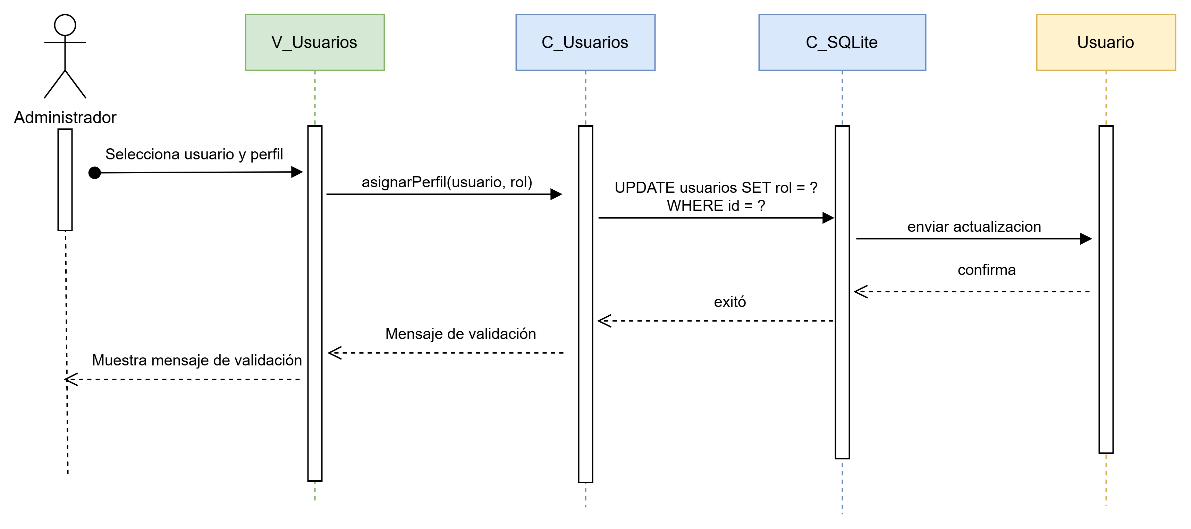 V_Usuarios
C_Usuarios
C_SQLite
Usuario
Administrador
Selecciona usuario y perfil
asignarPerfil(usuario, rol)
UPDATE usuarios SET rol = ?
WHERE id = ?
enviar actualizacion
confirma
exitó
Mensaje de validación
Muestra mensaje de validación